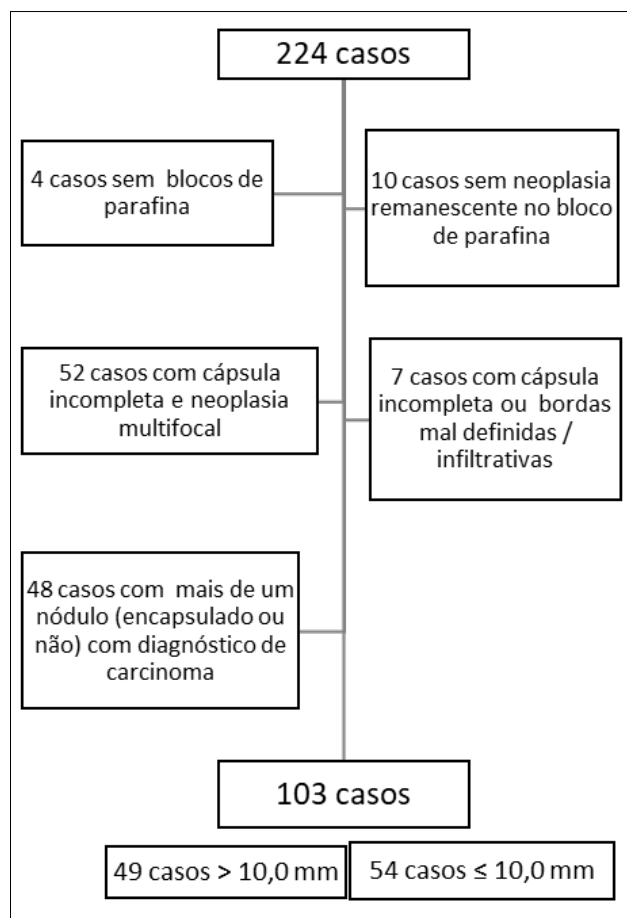 224 casos
4 casos sem blocos de
parafina
10 casos sem neoplasia
remanescente no bloco
de parafina
52 casos com cápsula
incompleta e neoplasia
multifocal
7 casos com cápsula
incompleta ou bordas
mal definidas /
infiltrativas
48 casos com mais de um
nódulo (encapsulado ou
não) com diagnóstico de
carcinoma
103 casos
49 casos > 10,0 mm
54 casos ≤ 10,0 mm